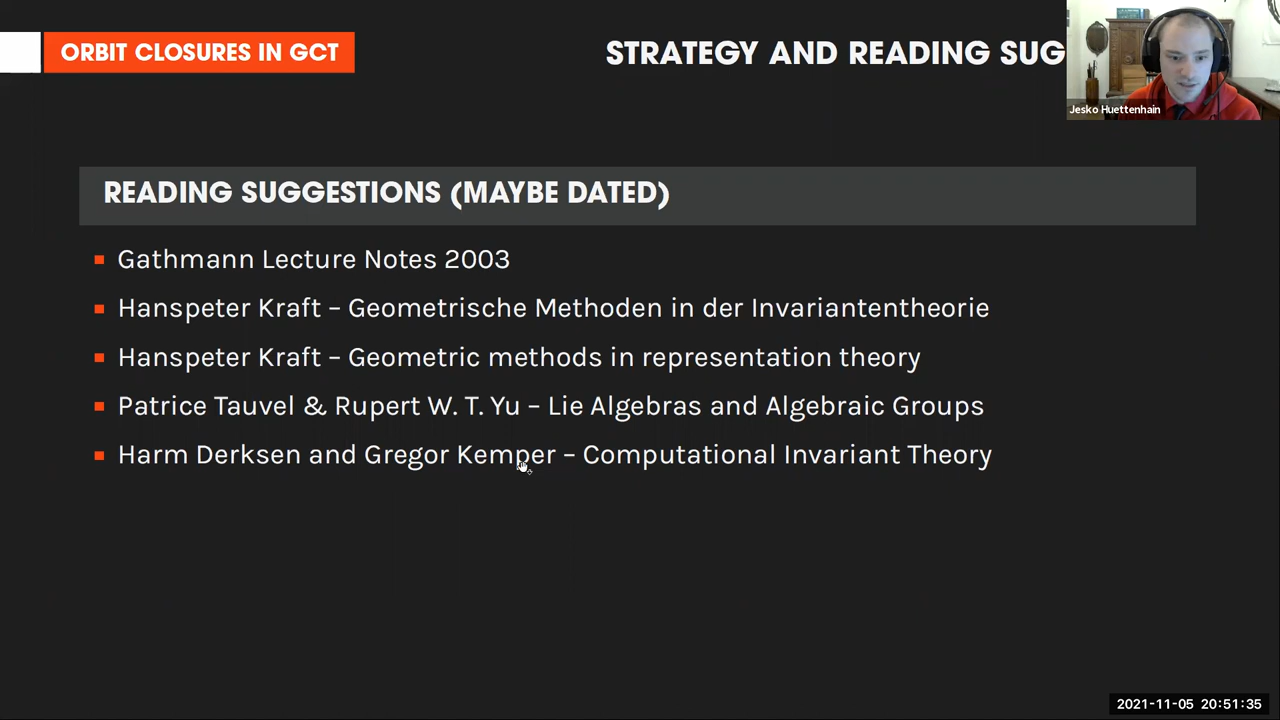 ORBIT CLOSURES IN GCT
STRATEGY AND READING SUG
Jesko Huettenhain
READING SUGGESTIONS (MAYBE DATED)
Gathmann Lecture Notes 2003
Hanspeter Kraft – Geometrische Methoden in der Invariantentheorie
Hanspeter Kraft – Geometric methods in representation theory
Patrice Tauvel & Rupert W. T. Yu – Lie Algebras and Algebraic Groups
Harm Derksen and Gregor Kemper – Computational Invariant Theory
2021-11-05 20:51:35